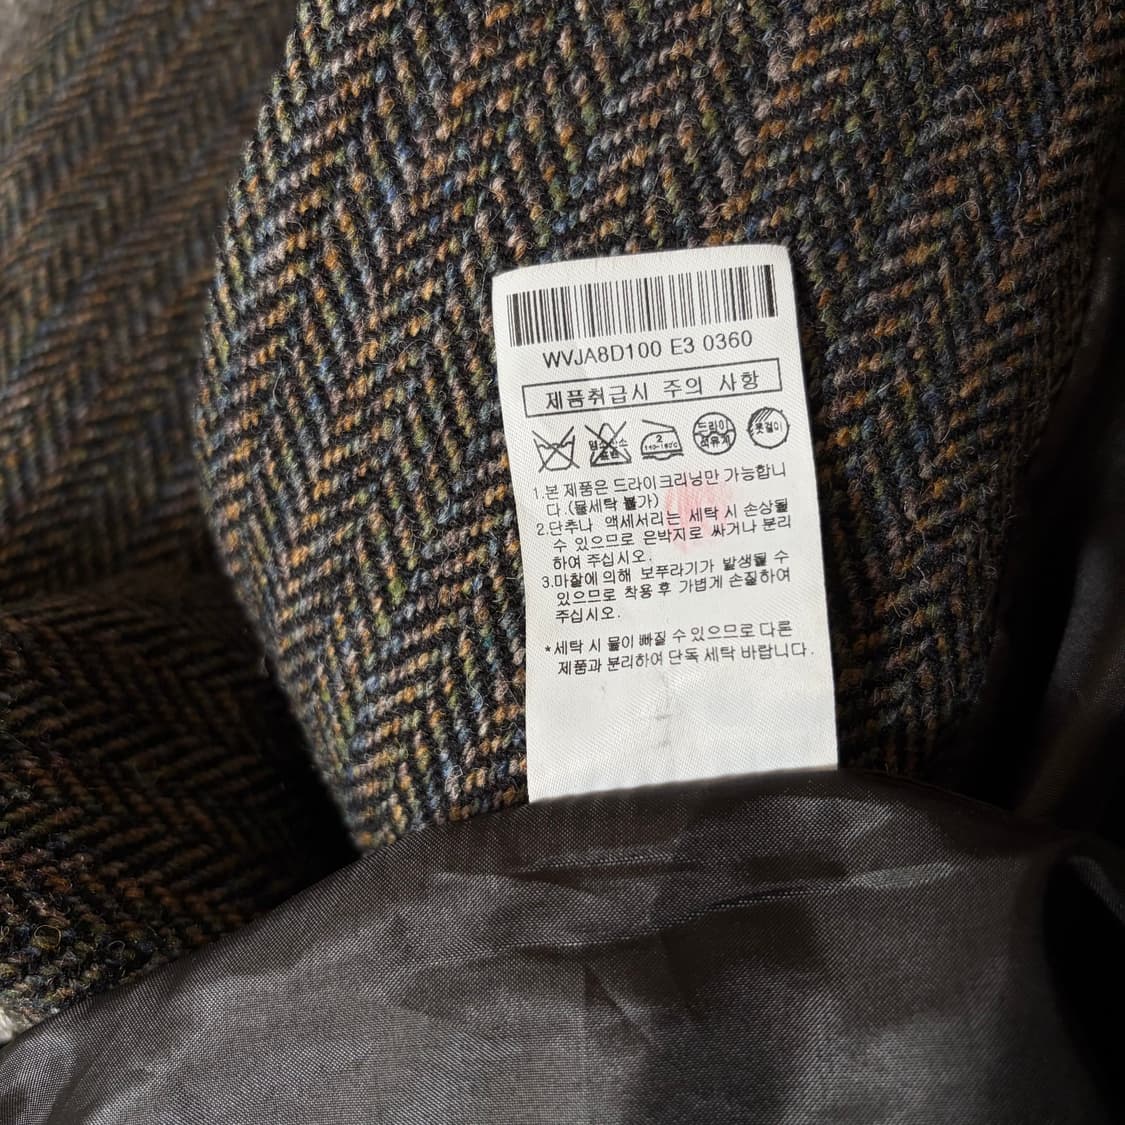 WVJA8D100 E3 0360
제품취급시 주의 사항
2
드라이
석유계
옷걸이
1.본 제품은 드라이크리닝만 가능합니
다.(물세탁 불가)
2.단추나 액세서리는 세탁 시 손상될
수 있으므로 은박지로 싸거나 분리
하여 주십시오.
3.마찰에 의해 보푸라기가 발생될 수
있으므로 착용 후 가볍게 손질하여
주십시오.
*세탁 시 물이 빠질 수 있으므로 다른
제품과 분리하여 단독 세탁 바랍니다.